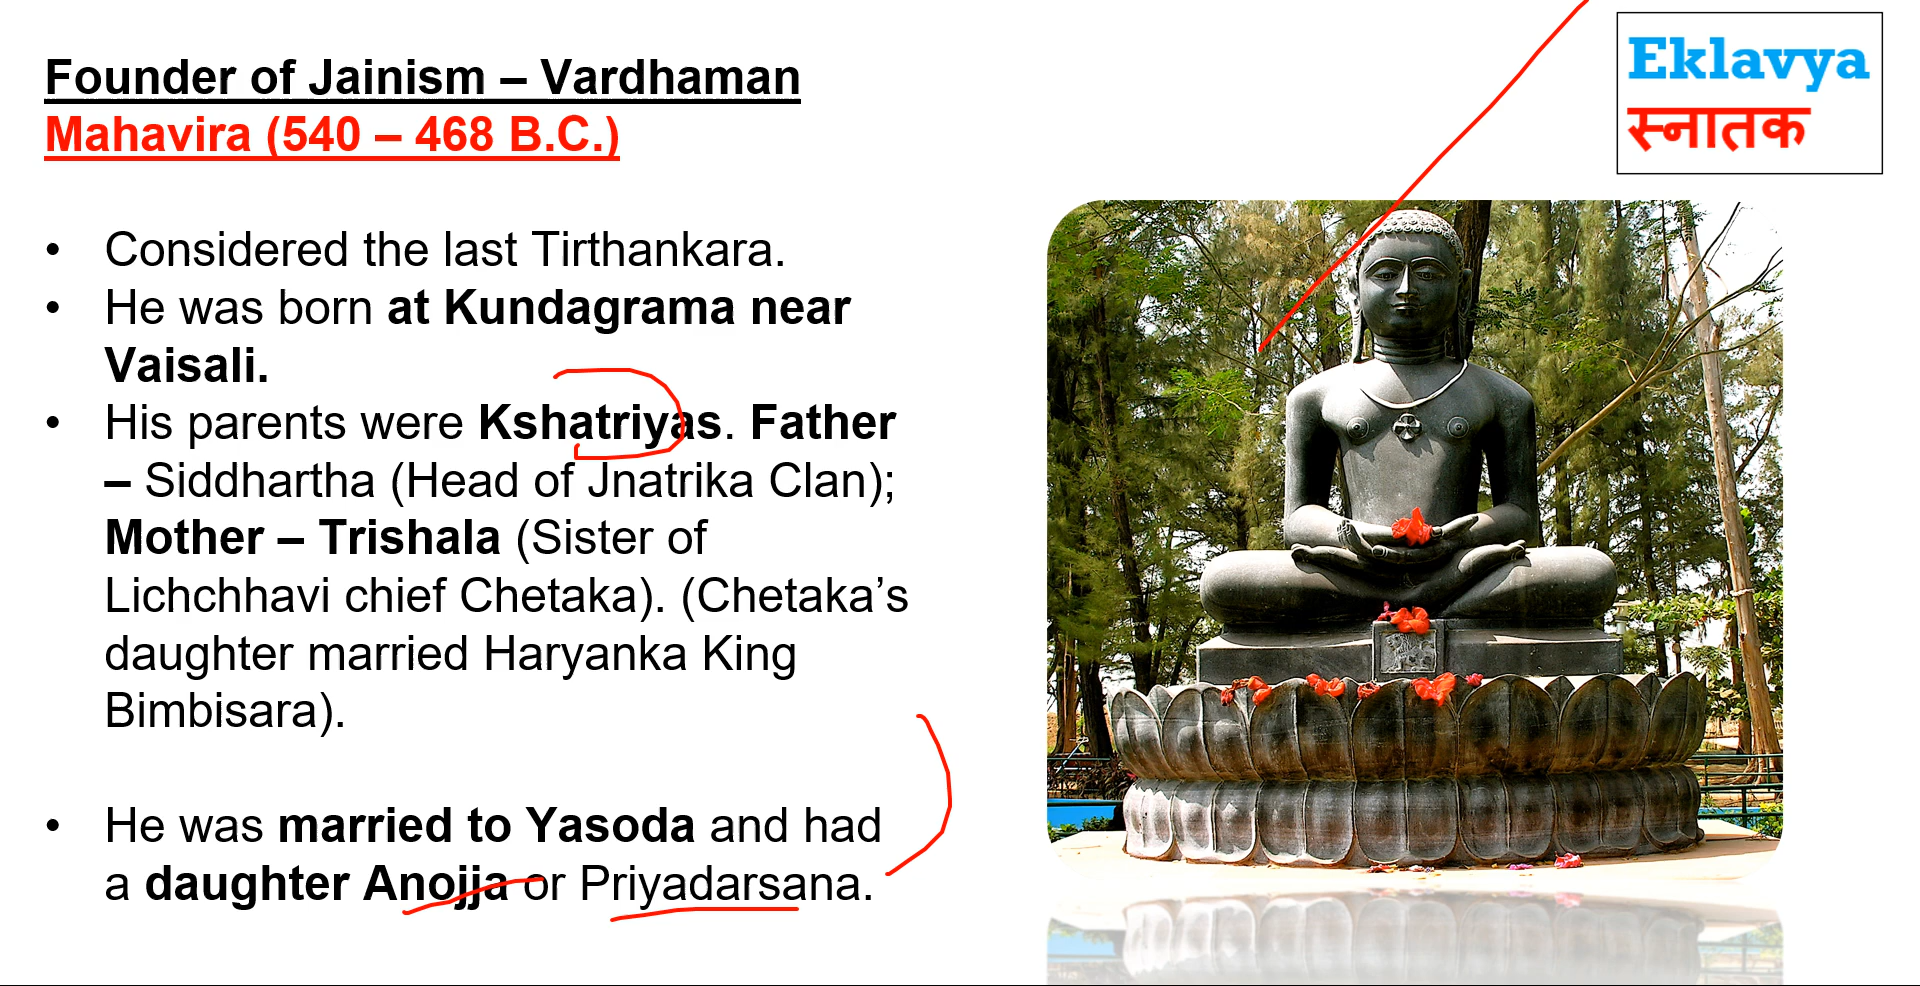 Founder of Jainism – Vardhaman
Mahavira (540 – 468 B.C.)
Eklavya
स्नातक
• Considered the last Tirthankara.
• He was born at Kundagrama near
Vaisali.
• His parents were Kshatriyas. Father
– Siddhartha (Head of Jnatrika Clan);
Mother – Trishala (Sister of
Lichchhavi chief Chetaka). (Chetaka’s
daughter married Haryanka King
Bimbisara).
• He was married to Yasoda and had
a daughter Anojja or Priyadarsana.